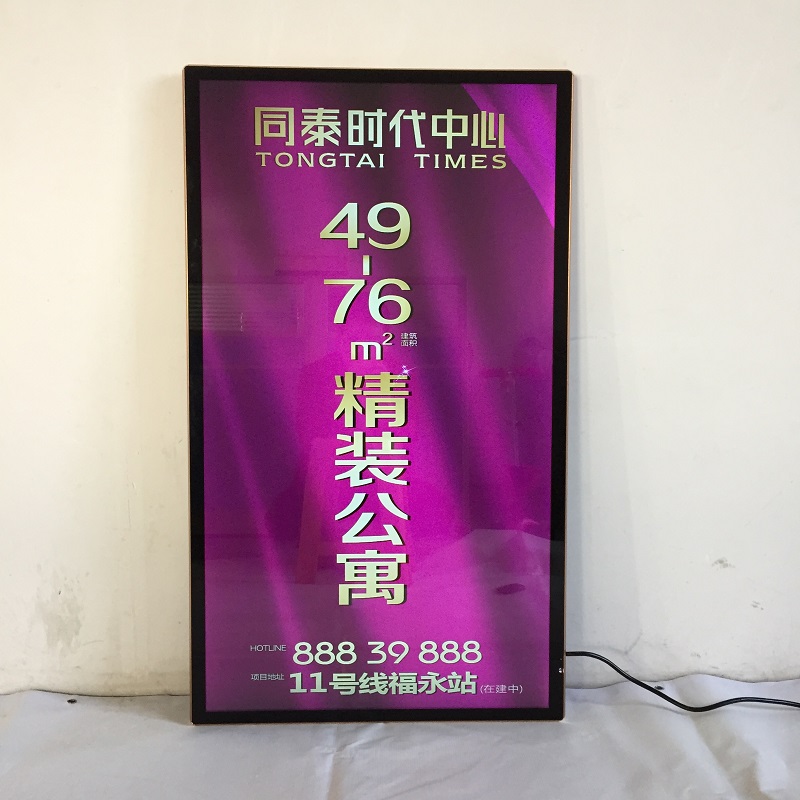 同泰时代中心
TONGTAI TIMES
49
-
76
m² 建筑面积
精装公寓
HOTLINE 888 39 888
项目地址 11号线福永站(在建中)